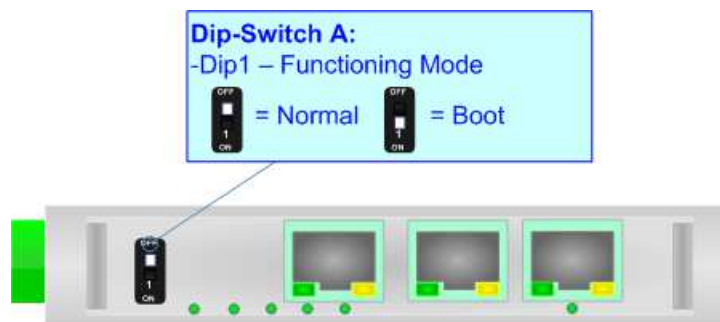 Dip-Switch A:
-Dip1 – Functioning Mode
OFF
1
ON
= Normal
OFF
1
ON
= Boot
OFF
1
ON